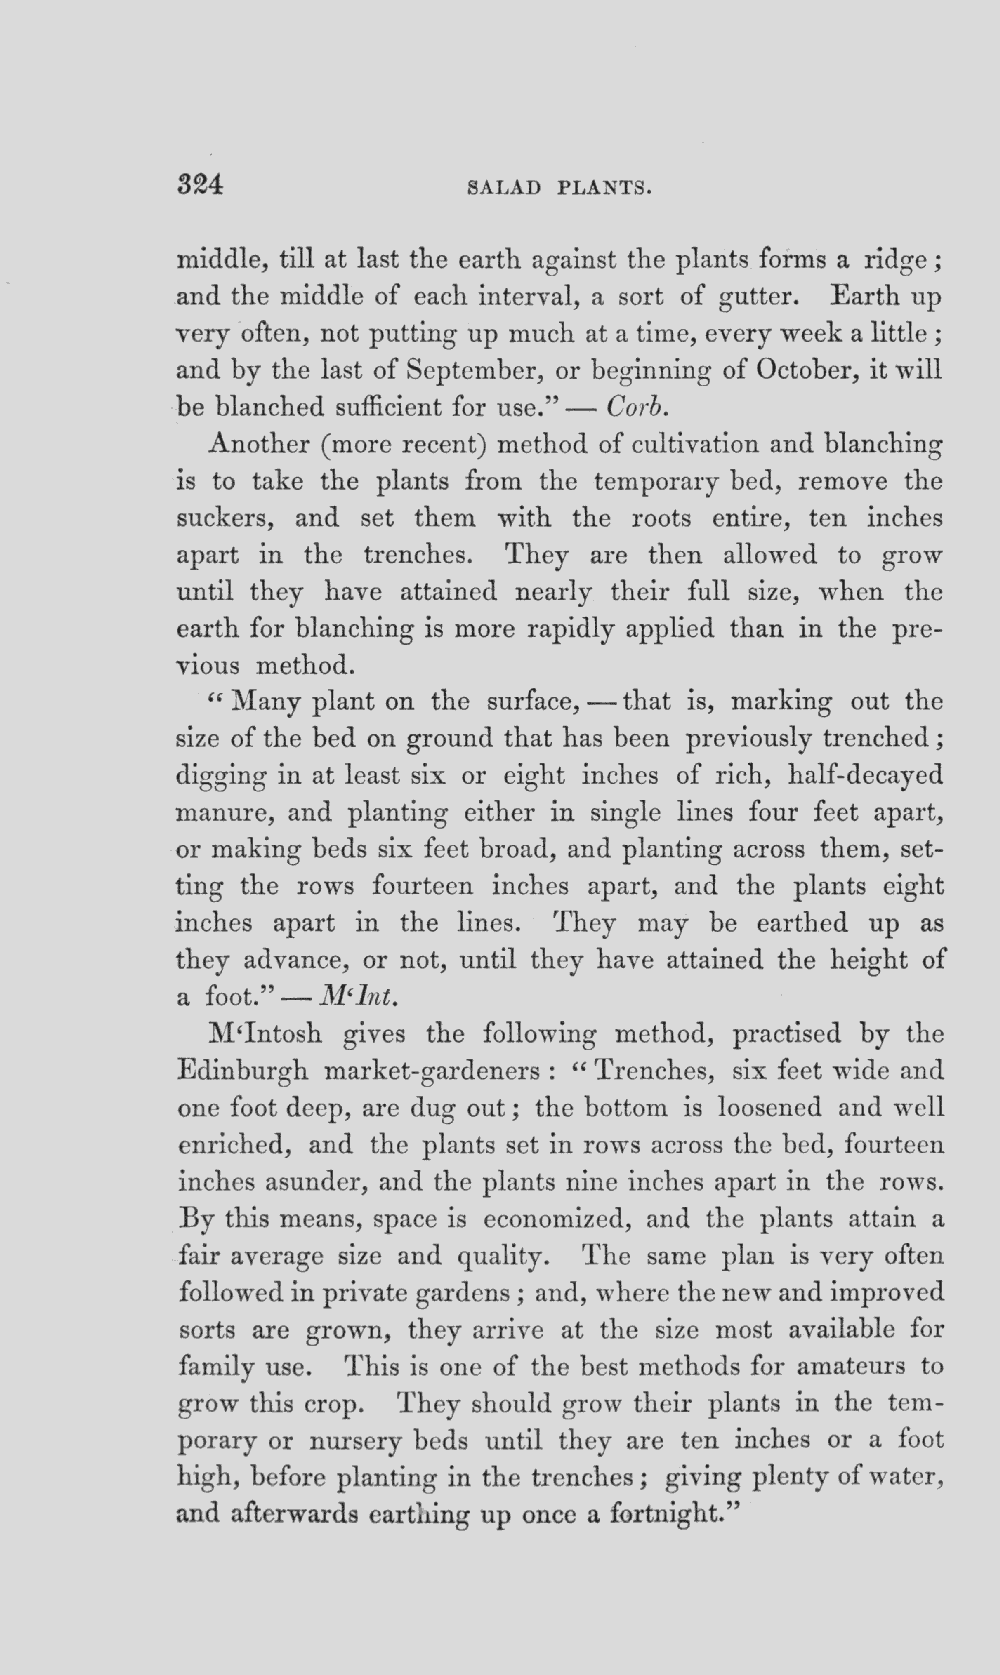 324 SALAD PLANTS.
middle, till at last the earth against the plants forms a ridge;
and the middle of each interval, a sort of gutter. Earth up
very often, not putting up much at a time, every week a little;
and by the last of September, or beginning of October, it will
be blanched sufficient for use.” — Corb.
Another (more recent) method of cultivation and blanching
is to take the plants from the temporary bed, remove the
suckers, and set them with the roots entire, ten inches
apart in the trenches. They are then allowed to grow
until they have attained nearly their full size, when the
earth for blanching is more rapidly applied than in the pre-
vious method.
“Many plant on the surface, — that is, marking out the
size of the bed on ground that has been previously trenched;
digging in at least six or eight inches of rich, half-decayed
manure, and planting either in single lines four feet apart,
or making beds six feet broad, and planting across them, set-
ting the rows fourteen inches apart, and the plants eight
inches apart in the lines. They may be earthed up as
they advance, or not, until they have attained the height of
a foot.” — M‘Int.
M‘Intosh gives the following method, practised by the
Edinburgh market-gardeners: “Trenches, six feet wide and
one foot deep, are dug out; the bottom is loosened and well
enriched, and the plants set in rows across the bed, fourteen
inches asunder, and the plants nine inches apart in the rows.
By this means, space is economized, and the plants attain a
fair average size and quality. The same plan is very often
followed in private gardens; and, where the new and improved
sorts are grown, they arrive at the size most available for
family use. This is one of the best methods for amateurs to
grow this crop. They should grow their plants in the tem-
porary or nursery beds until they are ten inches or a foot
high, before planting in the trenches; giving plenty of water,
and afterwards earthing up once a fortnight.”